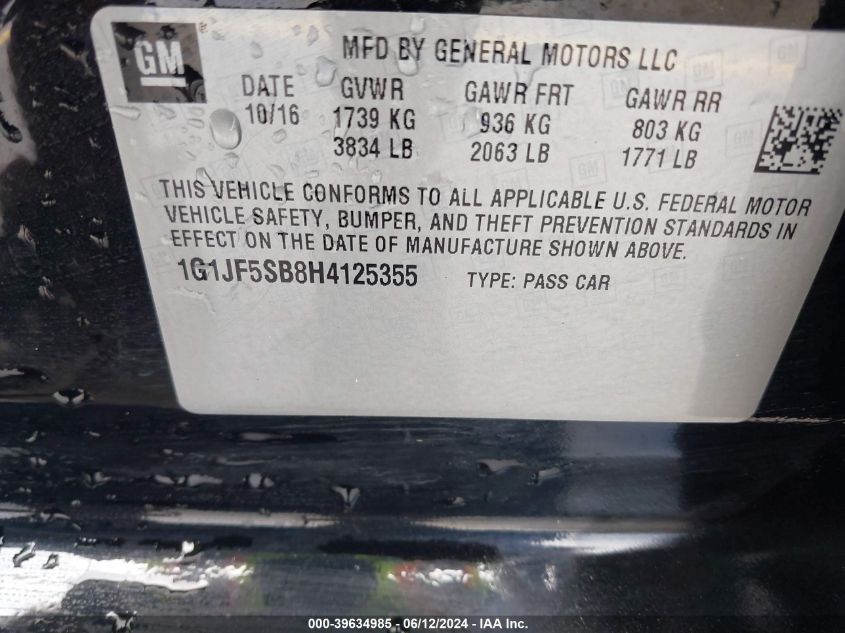 GM MFD BY GENERAL MOTORS LLC
DATE GVWR GAWR FRT GAWR RR
10/16 1739 KG 936 KG 803 KG
3834 LB 2063 LB 1771 LB
THIS VEHICLE CONFORMS TO ALL APPLICABLE U.S. FEDERAL MOTOR
VEHICLE SAFETY, BUMPER, AND THEFT PREVENTION STANDARDS IN
EFFECT ON THE DATE OF MANUFACTURE SHOWN ABOVE.
1G1JF5SB8H4125355 TYPE: PASS CAR
000-39634985 - 06/12/2024 - IAA Inc.